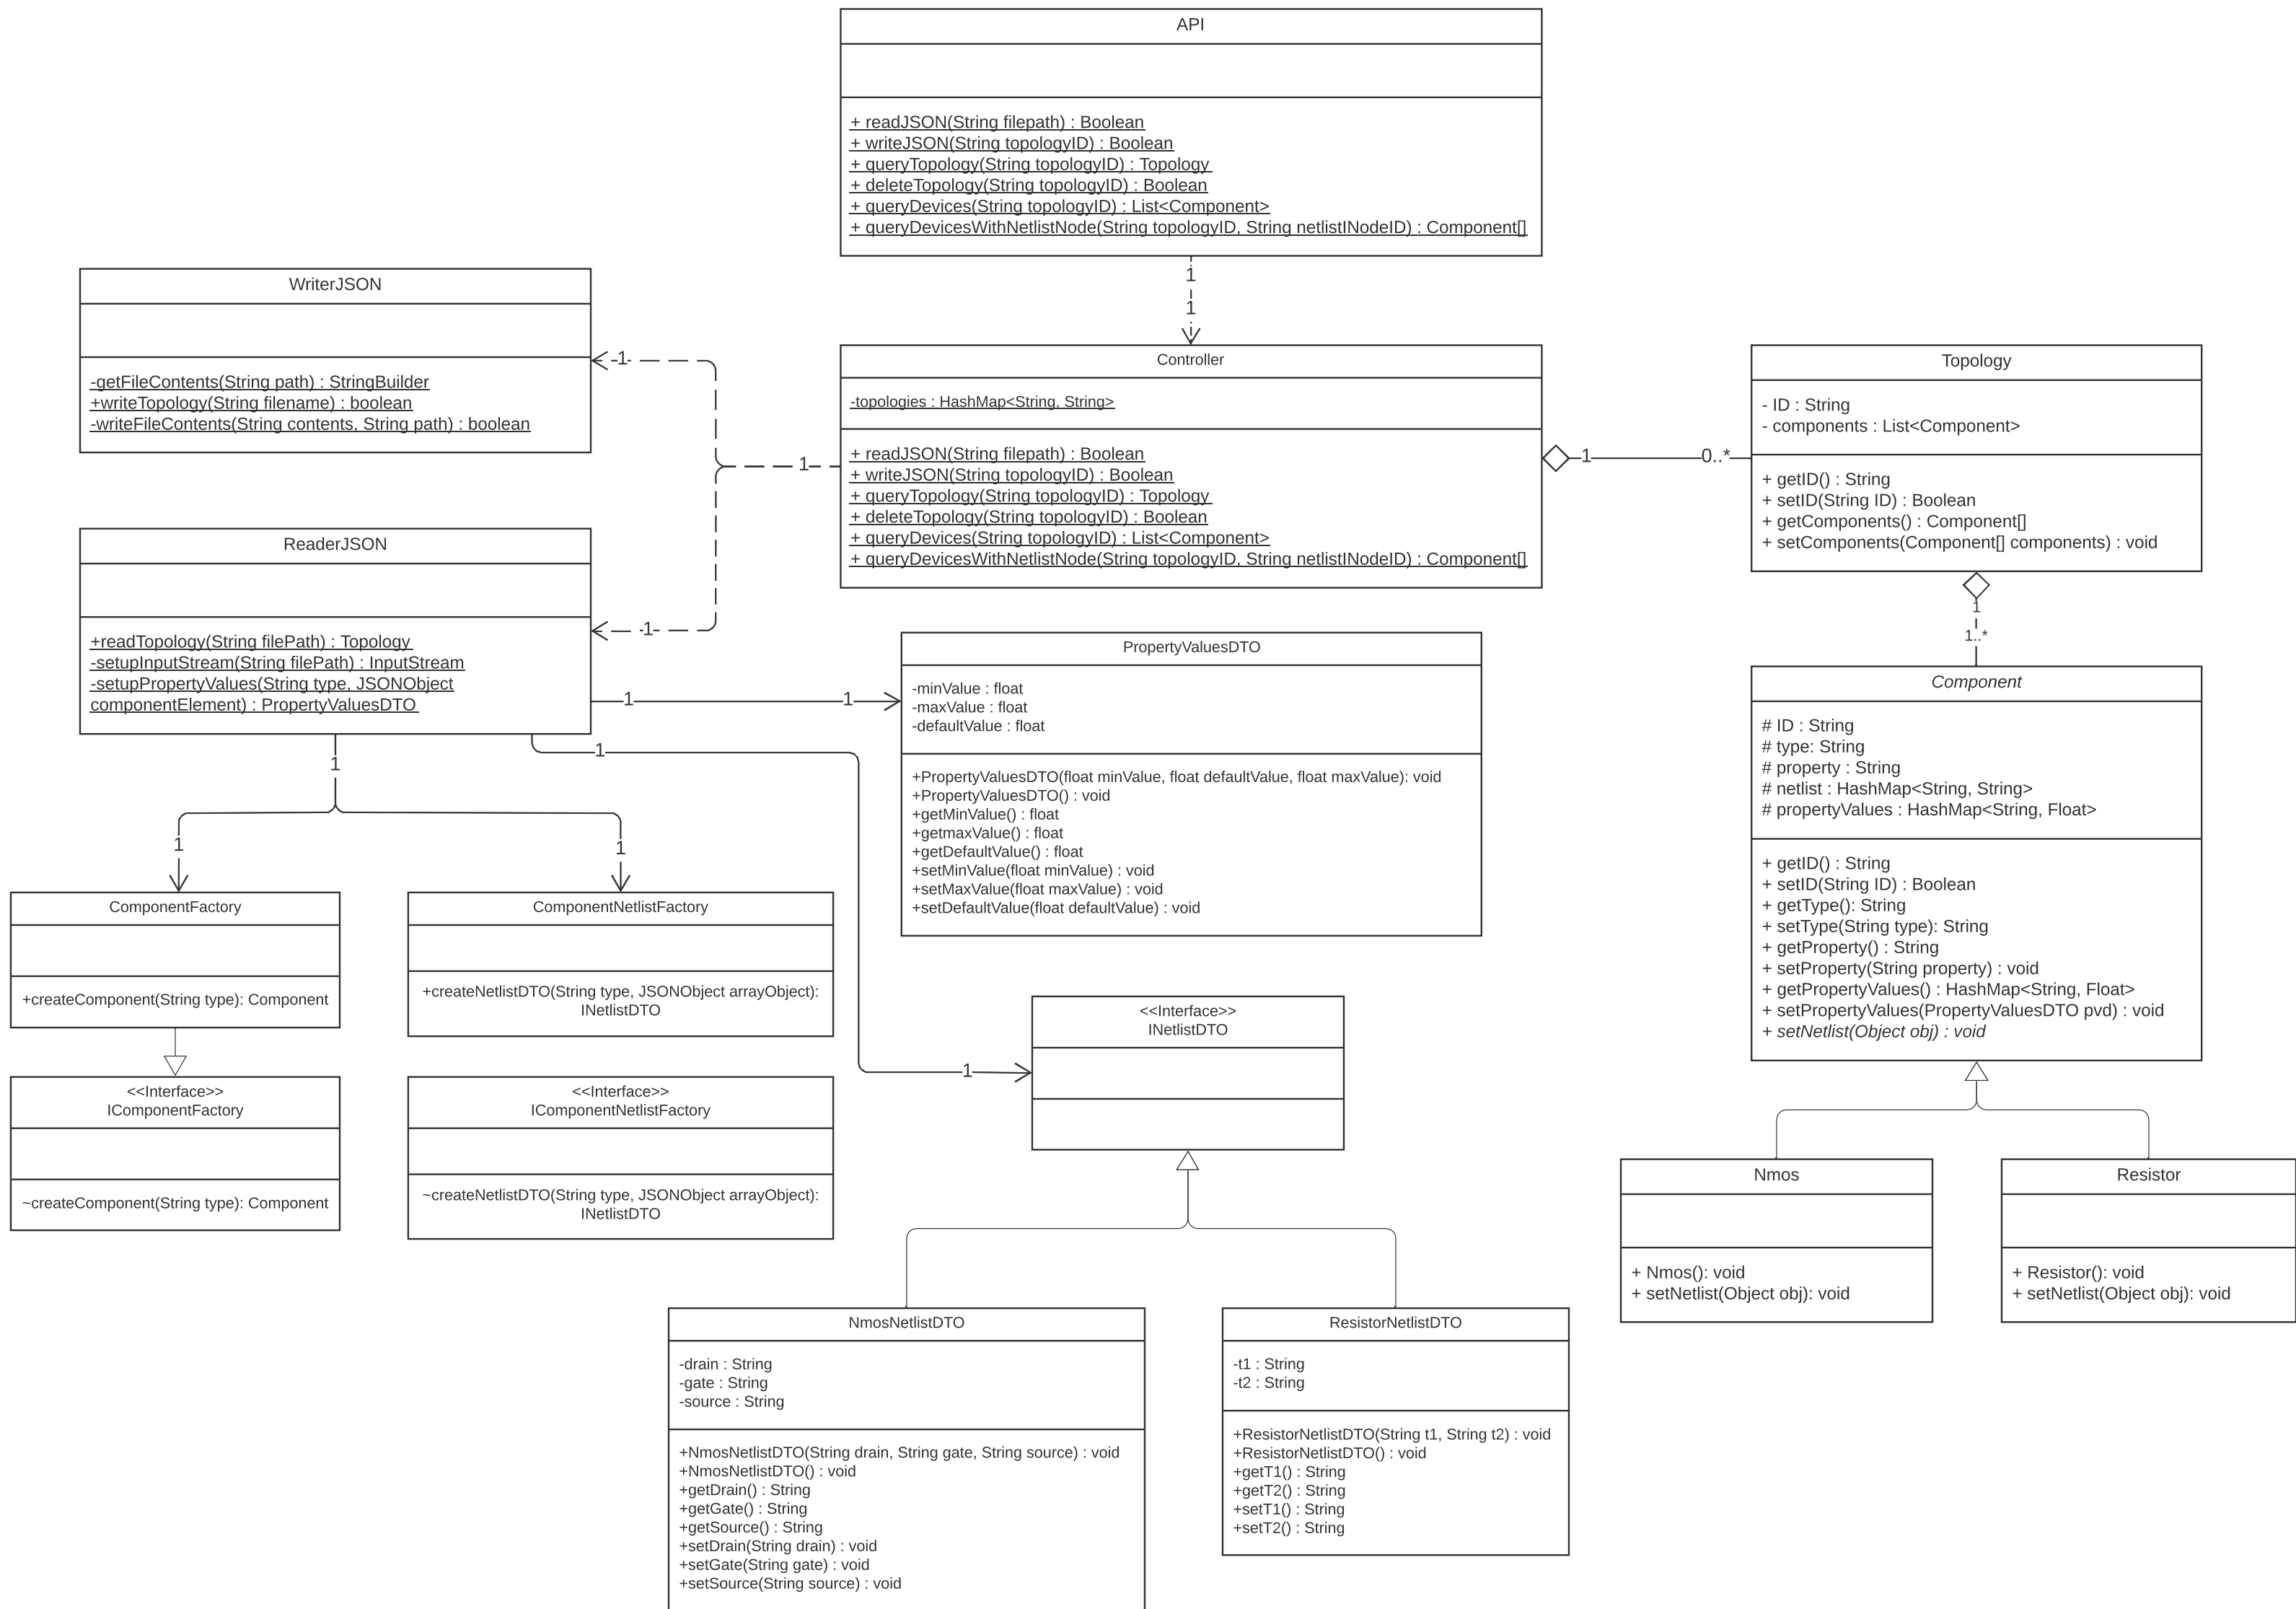 API
+ readJSON(String filepath) : Boolean
+ writeJSON(String topologyID) : Boolean
+ queryTopology(String topologyID) : Topology
+ deleteTopology(String topologyID) : Boolean
+ queryDevices(String topologyID) : List<Component>
+ queryDevicesWithNetlistNode(String topologyID, String netlistINodeID) : Component[]
1
1
WriterJSON
-getFileContents(String path) : StringBuilder
+writeTopology(String filename) : boolean
-writeFileContents(String contents, String path) : boolean
1
1
Controller
-topologies : HashMap<String, String>
+ readJSON(String filepath) : Boolean
+ writeJSON(String topologyID) : Boolean
+ queryTopology(String topologyID) : Topology
+ deleteTopology(String topologyID) : Boolean
+ queryDevices(String topologyID) : List<Component>
+ queryDevicesWithNetlistNode(String topologyID, String netlistINodeID) : Component[]
1
0..*
Topology
- ID : String
- components : List<Component>
+ getID() : String
+ setID(String ID) : Boolean
+ getComponents() : Component[]
+ setComponents(Component[] components) : void
1
1..*
ReaderJSON
+readTopology(String filePath) : Topology
-setupInputStream(String filePath) : InputStream
-setupPropertyValues(String type, JSONObject
componentElement) : PropertyValuesDTO
1
1
1
1
1
1
1
1
PropertyValuesDTO
-minValue : float
-maxValue : float
-defaultValue : float
+PropertyValuesDTO(float minValue, float defaultValue, float maxValue): void
+PropertyValuesDTO() : void
+getMinValue() : float
+getmaxValue() : float
+getDefaultValue() : float
+setMinValue(float minValue) : void
+setMaxValue(float maxValue) : void
+setDefaultValue(float defaultValue) : void
Component
# ID : String
# type: String
# property : String
# netlist : HashMap<String, String>
# propertyValues : HashMap<String, Float>
+ getID() : String
+ setID(String ID) : Boolean
+ getType(): String
+ setType(String type): String
+ getProperty() : String
+ setProperty(String property) : void
+ getPropertyValues() : HashMap<String, Float>
+ setPropertyValues(PropertyValuesDTO pvd) : void
+ setNetlist(Object obj) : void
ComponentFactory
+createComponent(String type): Component
ComponentNetlistFactory
+createNetlistDTO(String type, JSONObject arrayObject):
INetlistDTO
<<Interface>>
IComponentFactory
~createComponent(String type): Component
<<Interface>>
IComponentNetlistFactory
~createNetlistDTO(String type, JSONObject arrayObject):
INetlistDTO
<<Interface>>
INetlistDTO
Nmos
+ Nmos(): void
+ setNetlist(Object obj): void
Resistor
+ Resistor(): void
+ setNetlist(Object obj): void
NmosNetlistDTO
-drain : String
-gate : String
-source : String
+NmosNetlistDTO(String drain, String gate, String source) : void
+NmosNetlistDTO() : void
+getDrain() : String
+getGate() : String
+getSource() : String
+setDrain(String drain) : void
+setGate(String gate) : void
+setSource(String source) : void
ResistorNetlistDTO
-t1 : String
-t2 : String
+ResistorNetlistDTO(String t1, String t2) : void
+ResistorNetlistDTO() : void
+getT1() : String
+getT2() : String
+setT1() : String
+setT2() : String